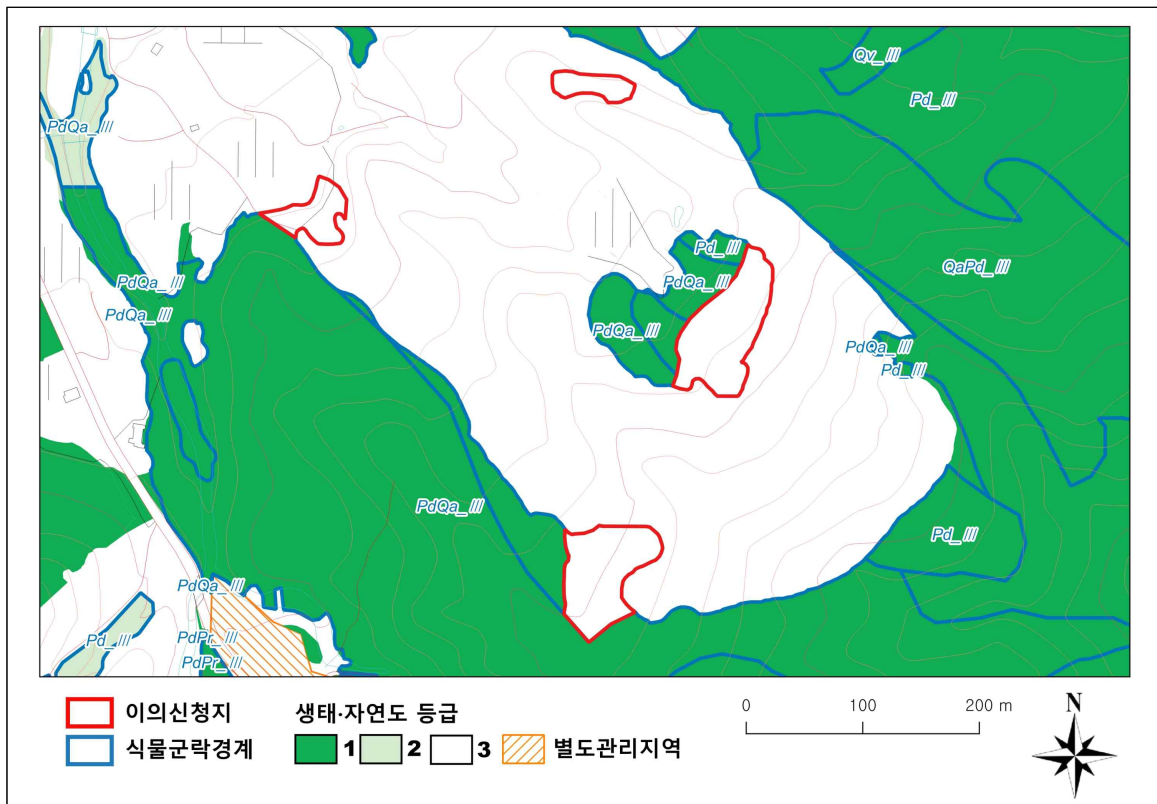 Qv_III
Pd_III
PdQa_III
Pd_III
QaPd_III
PdQa_III
PdQa_III
PdQa_III
PdQa_III
PdQa_III
Pd_III
PdQa_III
Pd_III
PdQa_III
Pd_III
PdPr_III
PdPr_III
이의신청지
생태·자연도 등급
식물군락경계
1 2 3 별도관리지역
0 100 200 m
N